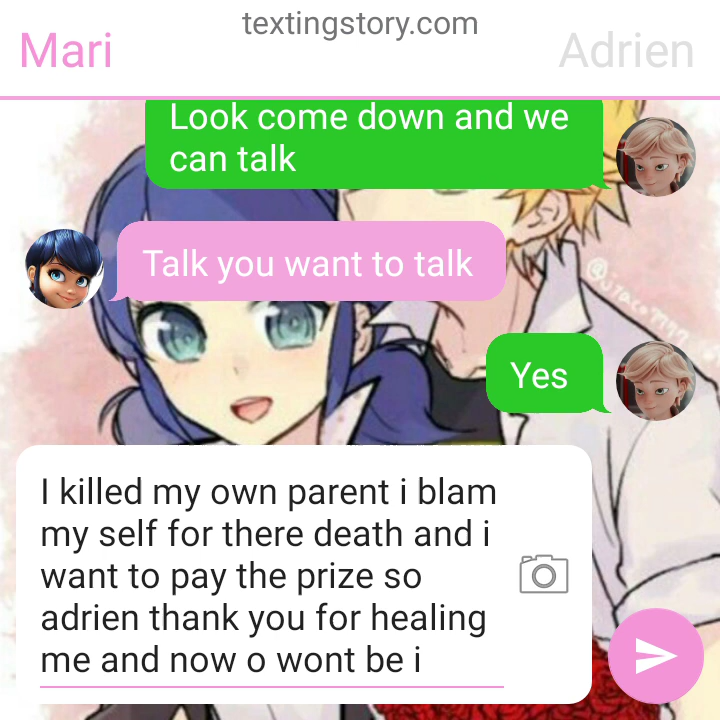 textingstory.com
Mari
Adrien
Look come down and we
can talk
Talk you want to talk
Yes
I killed my own parent i blam
my self for there death and i
want to pay the prize so
adrien thank you for healing
me and now o wont be i